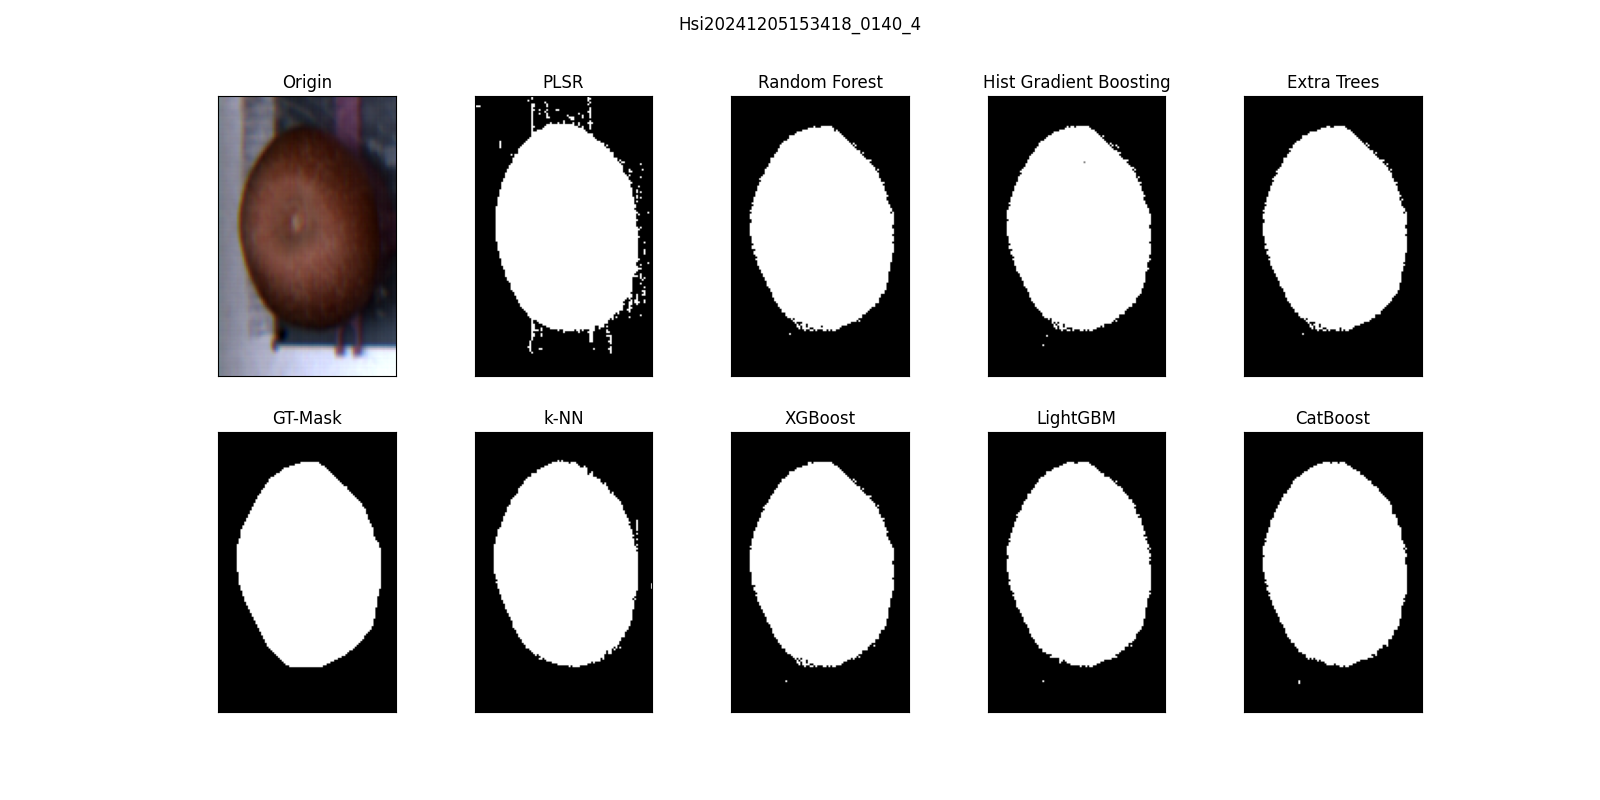 Hsi20241205153418_0140_4
Origin
PLSR
Random Forest
Hist Gradient Boosting
Extra Trees
GT-Mask
k-NN
XGBoost
LightGBM
CatBoost